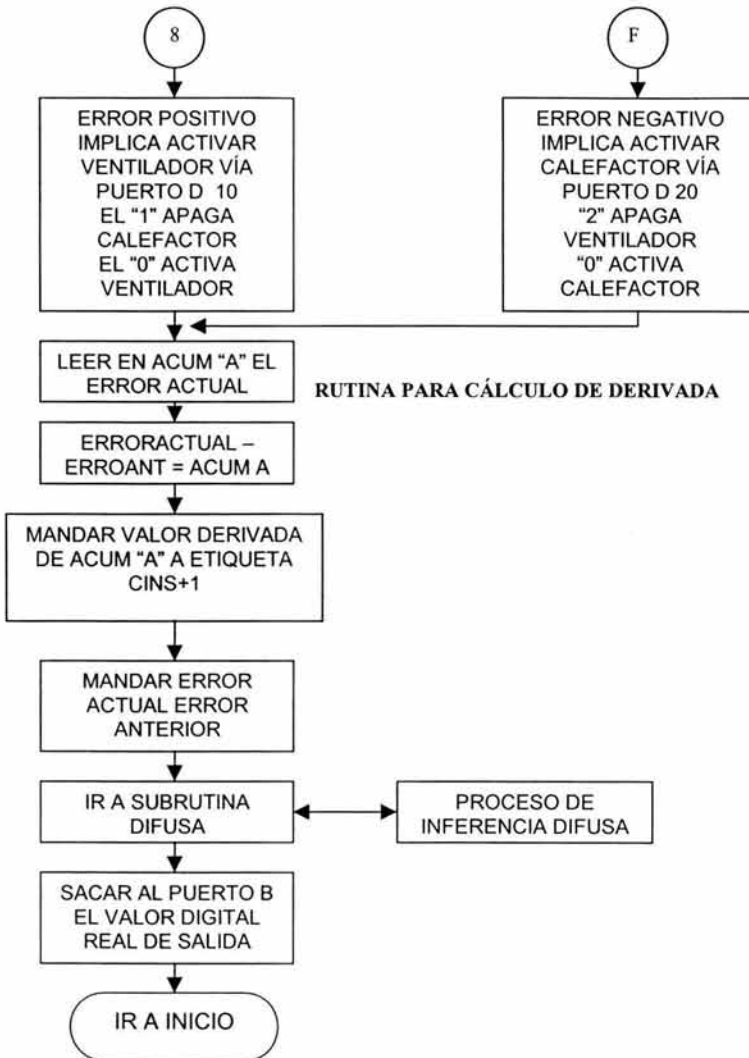 8
F
ERROR POSITIVO
IMPLICA ACTIVAR
VENTILADOR VÍA
PUERTO D 10
EL “1” APAGA
CALEFACTOR
EL “0” ACTIVA
VENTILADOR
ERROR NEGATIVO
IMPLICA ACTIVAR
CALEFACTOR VÍA
PUERTO D 20
“2” APAGA
VENTILADOR
“0” ACTIVA
CALEFACTOR
LEER EN ACUM “A” EL
ERROR ACTUAL
RUTINA PARA CÁLCULO DE DERIVADA
ERRORACTUAL –
ERROANT = ACUM A
MANDAR VALOR DERIVADA
DE ACUM “A” A ETIQUETA
CINS+1
MANDAR ERROR
ACTUAL ERROR
ANTERIOR
IR A SUBRUTINA
DIFUSA
PROCESO DE
INFERENCIA DIFUSA
SACAR AL PUERTO B
EL VALOR DIGITAL
REAL DE SALIDA
IR A INICIO